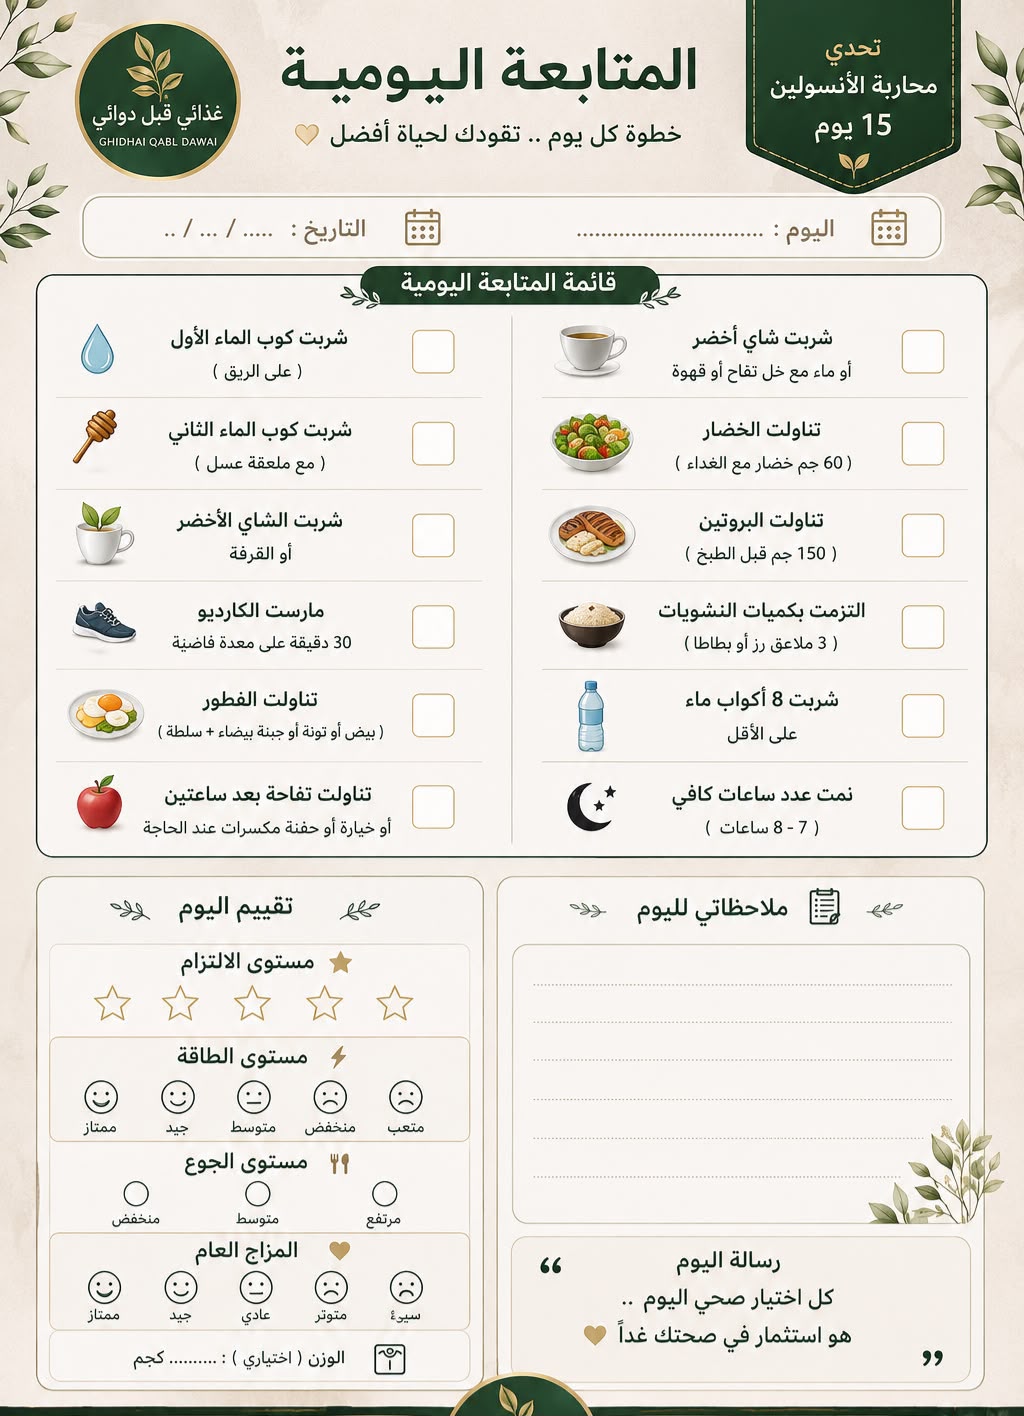 غذائي قبل دوائي
GHIDHAI QABL DAWAI
المتابعة اليومية
خطوة كل يوم .. تقودك لحياة أفضل
تحدي
محاربة الأنسولين
15 يوم
اليوم : ...............................
التاريخ : ..... / ... / ..
قائمة المتابعة اليومية
شربت كوب الماء الأول
( على الريق )
شربت كوب الماء الثاني
( مع ملعقة عسل )
شربت الشاي الأخضر
أو القرفة
مارست الكارديو
30 دقيقة على معدة فاضية
تناولت الفطور
( بيض أو تونة أو جبنة بيضاء + سلطة )
تناولت تفاحة بعد ساعتين
أو خيارة أو حفنة مكسرات عند الحاجة
شربت شاي أخضر
أو ماء مع خل تفاح أو قهوة
تناولت الخضار
( 60 جم خضار مع الغداء )
تناولت البروتين
( 150 جم قبل الطبخ )
التزمت بكميات النشويات
( 3 ملاعق رز أو بطاطا )
شربت 8 أكواب ماء
على الأقل
نمت عدد ساعات كافي
( 7 - 8 ساعات )
ملاحظاتي لليوم
رسالة اليوم
كل اختيار صحي اليوم ..
هو استثمار في صحتك غداً
تقييم اليوم
مستوى الالتزام
مستوى الطاقة
متعب منخفض متوسط جيد ممتاز
مستوى الجوع
مرتفع متوسط منخفض
المزاج العام
سيئ متوتر عادي جيد ممتاز
الوزن ( اختياري ) : .......... كجم